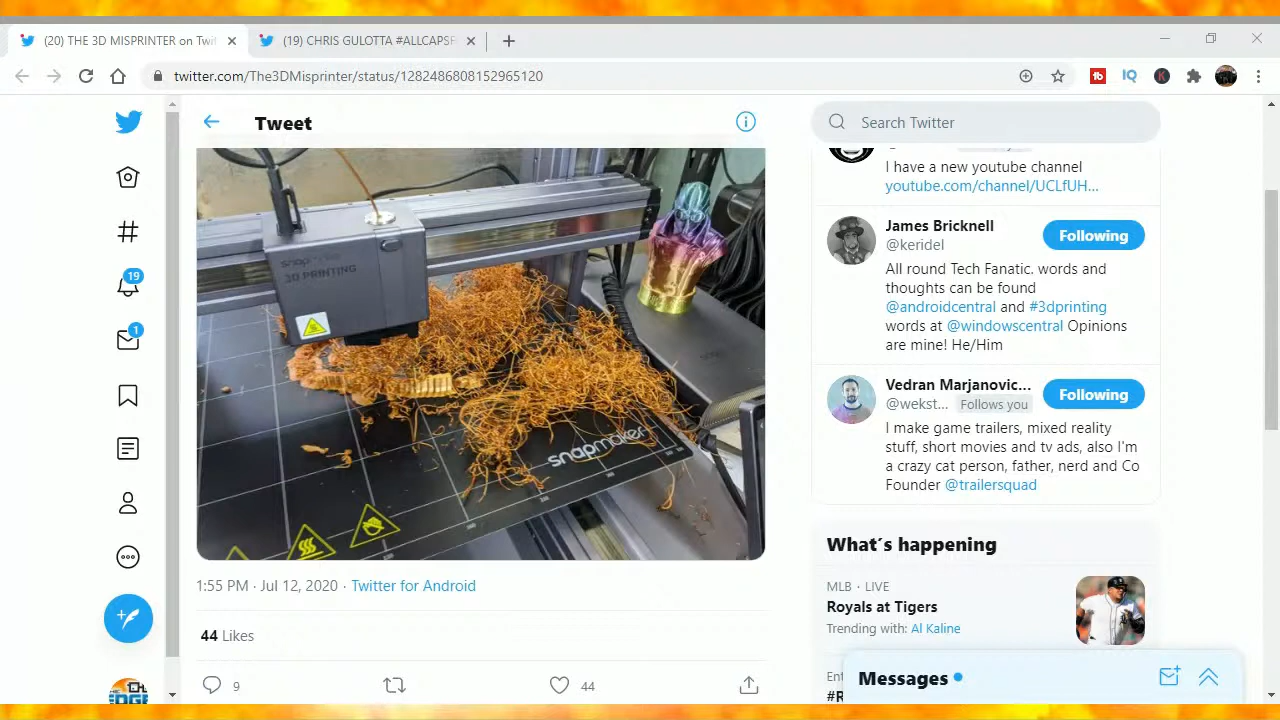 (20) THE 3D MISPRINTER on Twi
(19) CHRIS GULOTTA #ALLCAPS
twitter.com/The3DMisprinter/status/1282486008152965120
Tweet
Search Twitter
I have a new youtube channel
youtube.com/channel/UCLfUH...
James Bricknell
@keridel
Following
All round Tech Fanatic. words and
thoughts can be found
@androidcentral and #3dprinting
words at @windowscentral Opinions
are mine! He/Him
Vedran Marjanovic...
@wekst... Follows you
Following
I make game trailers, mixed reality
stuff, short movies and tv ads, also I'm
a crazy cat person, father, nerd and Co
Founder @trailersquad
What's happening
MLB · LIVE
Royals at Tigers
Trending with: Al Kaline
Ent
#R
Messages
19
1
snapmaker
3D PRINTING
snapmaker
1:55 PM · Jul 12, 2020 · Twitter for Android
44 Likes
9
44
tb
IQ
K